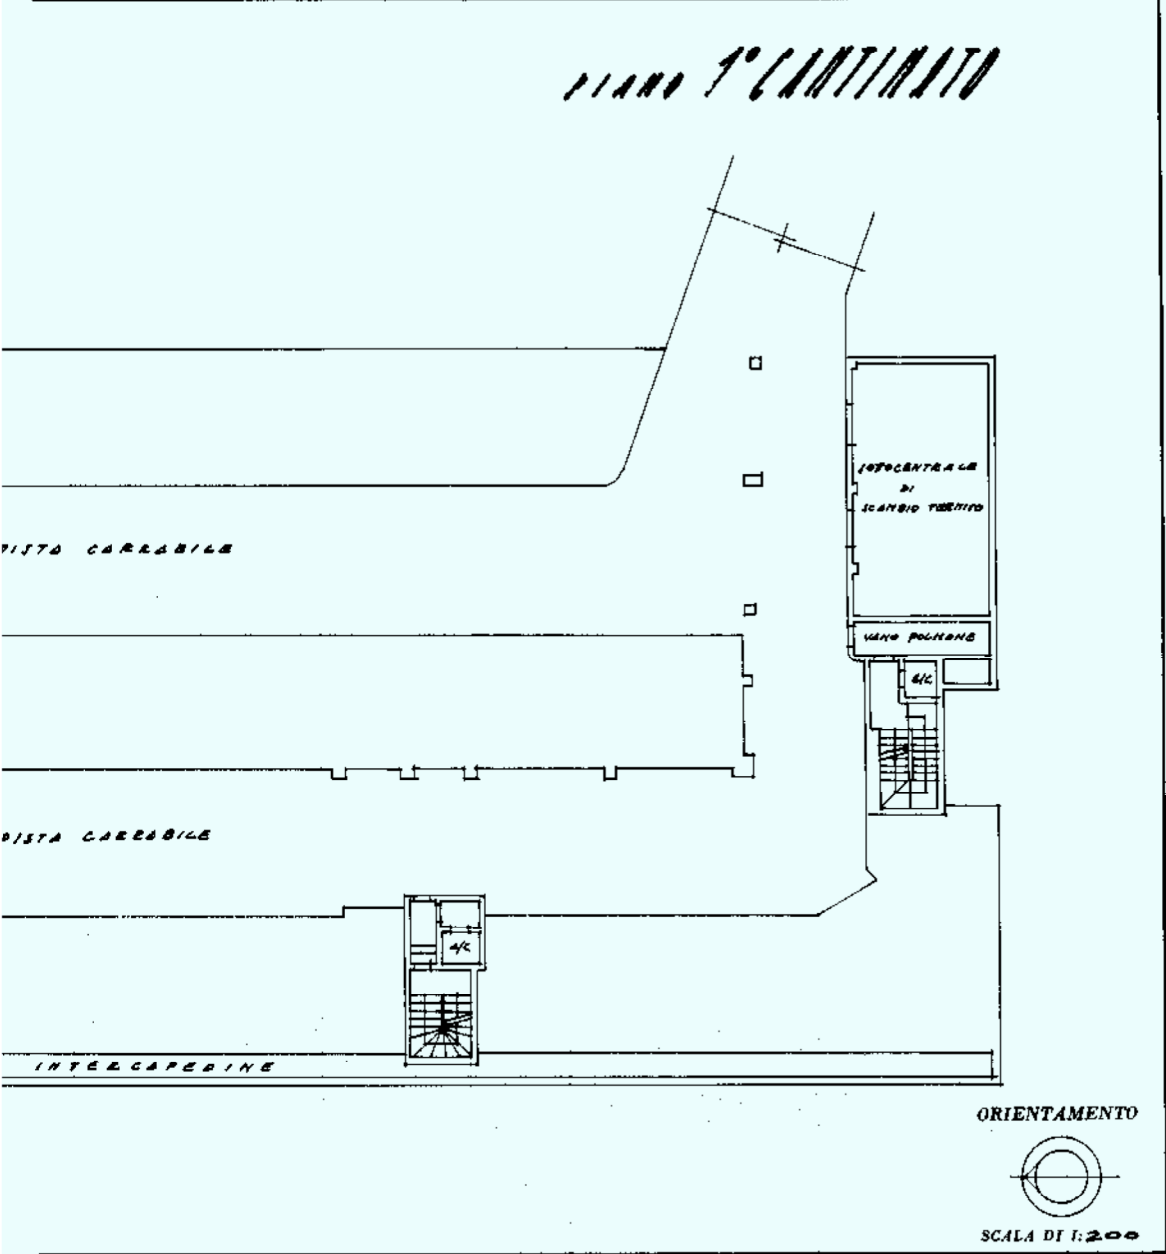 PIANO 1° CANTINATO
SOTTOCENTRALE
DI
SCAMBIO TERMICO
PISTA CARRABILE
VANO POLMONE
A/C
PISTA CARRABILE
A/C
INTERCAPEDINE
ORIENTAMENTO
SCALA DI 1:200